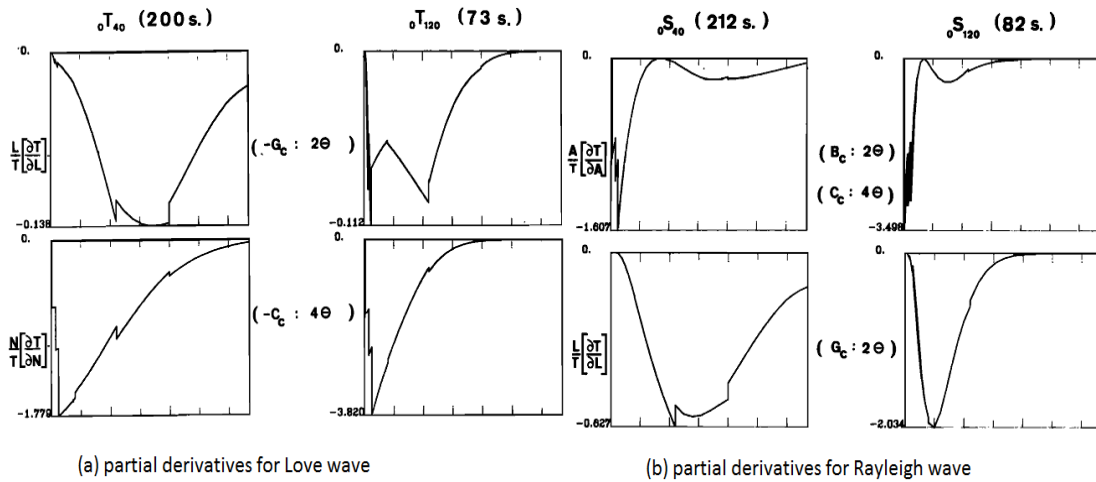 ₀T₄₀ (200 s.)
₀T₁₂₀ (73 s.)
₀S₄₀ (212 s.)
₀S₁₂₀ (82 s.)
0.
L/T[∂T/∂L]
-0.138
(-G_C : 2Θ)
0.
-0.112
0.
A/T[∂T/∂A]
-1.607
(B_C : 2Θ)
(C_C : 4Θ)
0.
-3.498
0.
N/T[∂T/∂N]
-1.779
(-C_C : 4Θ)
0.
-3.820
0.
L/T[∂T/∂L]
-0.627
(G_C : 2Θ)
0.
-2.034
(a) partial derivatives for Love wave
(b) partial derivatives for Rayleigh wave